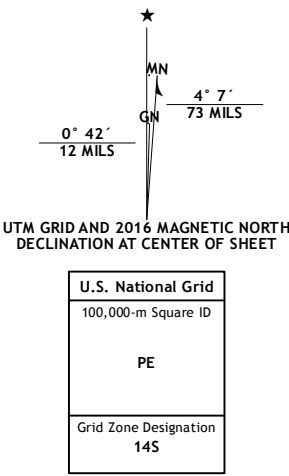 ★
MN
4° 7´
73 MILS
GN
0° 42´
12 MILS
UTM GRID AND 2016 MAGNETIC NORTH
DECLINATION AT CENTER OF SHEET
U.S. National Grid
100,000-m Square ID
PE
Grid Zone Designation
14S